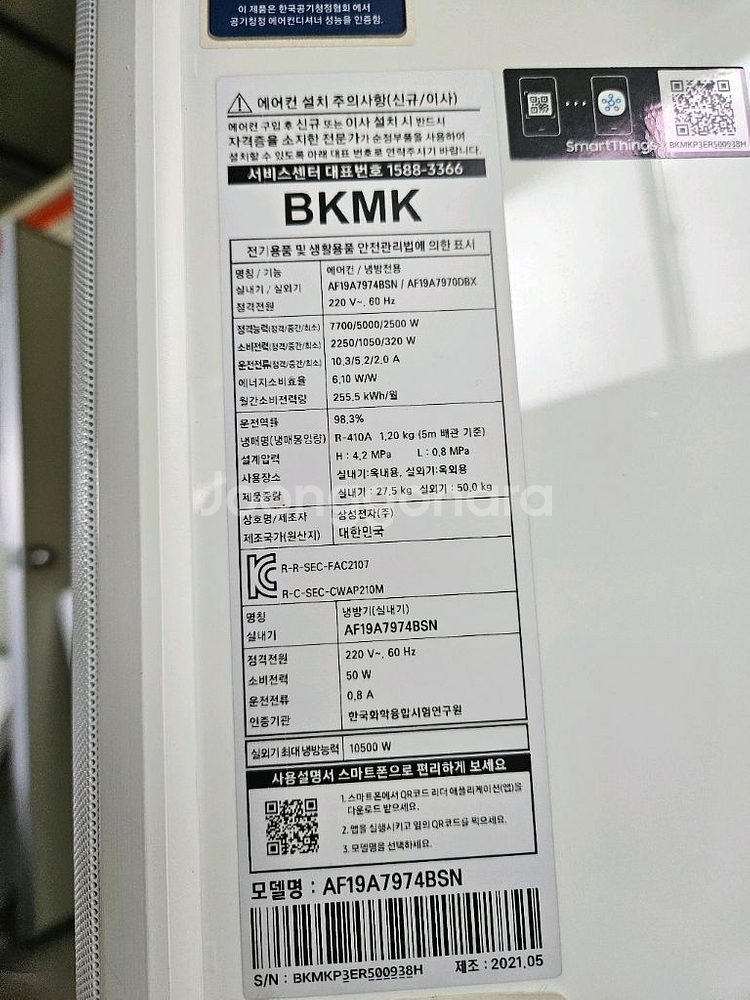 이 제품은 한국공기청정협회에서
공기청정 에어컨디셔너 성능을 인증함.
에어컨 설치 주의사항(신규/이사)
에어컨 구입 후 신규 또는 이사 설치 시 반드시
자격증을 소지한 전문가가 순정부품을 사용하여
설치할 수 있도록 아래 대표 번호로 연락주시기 바랍니다.
서비스센터 대표번호 1588-3366
BKMK
SmartThings
BKMKP3ER500938H
전기용품 및 생활용품 안전관리법에 의한 표시
명칭 / 기능 에어컨 / 냉방전용
실내기 / 실외기 AF19A7974BSN / AF19A7970DBX
정격전원 220 V~, 60 Hz
정격능력(정격/중간/최소) 7700/5000/2500 W
소비전력(정격/중간/최소) 2250/1050/320 W
운전전류(정격/중간/최소) 10.3/5.2/2.0 A
에너지소비효율 6.10 W/W
월간소비전력량 255.5 kWh/월
운전역률 98.3%
냉매명(냉매봉입량) R-410A 1.20 kg (5m 배관 기준)
설계압력 H : 4.2 MPa L : 0.8 MPa
사용장소 실내기:옥내용, 실외기:옥외용
제품중량 실내기 : 27.5 kg 실외기 : 50.0 kg
Joonggonara
상호명/제조자 삼성전자(주)
제조국가(원산지) 대한민국
R-R-SEC-FAC2107
R-C-SEC-CWAP210M
명칭 냉방기(실내기)
실내기 AF19A7974BSN
정격전원 220 V~, 60 Hz
소비전력 50 W
운전전류 0.8 A
인증기관 한국화학융합시험연구원
실외기 최대 냉방능력 10500 W
사용설명서 스마트폰으로 편리하게 보세요
1. 스마트폰에서 QR코드 리더 애플리케이션(앱)을
다운로드 받으세요.
2. 앱을 실행시키고 옆의 QR코드를 찍으세요.
3. 모델명을 선택하세요.
모델명 : AF19A7974BSN
S/N : BKMKP3ER500938H 제조 : 2021.05